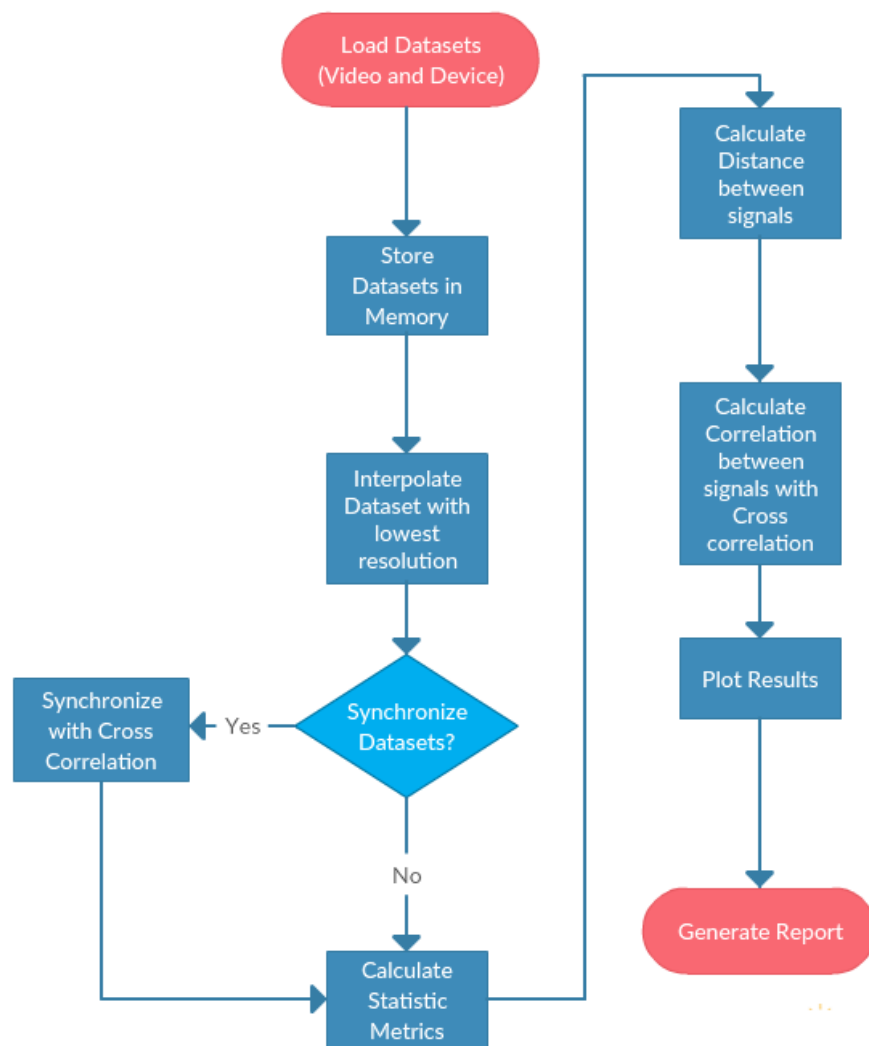 Load Datasets
(Video and Device)
Store
Datasets in
Memory
Interpolate
Dataset with
lowest
resolution
Synchronize
Datasets?
Yes
Synchronize
with Cross
Correlation
No
Calculate
Statistic
Metrics
Calculate
Distance
between
signals
Calculate
Correlation
between
signals with
Cross
correlation
Plot Results
Generate Report